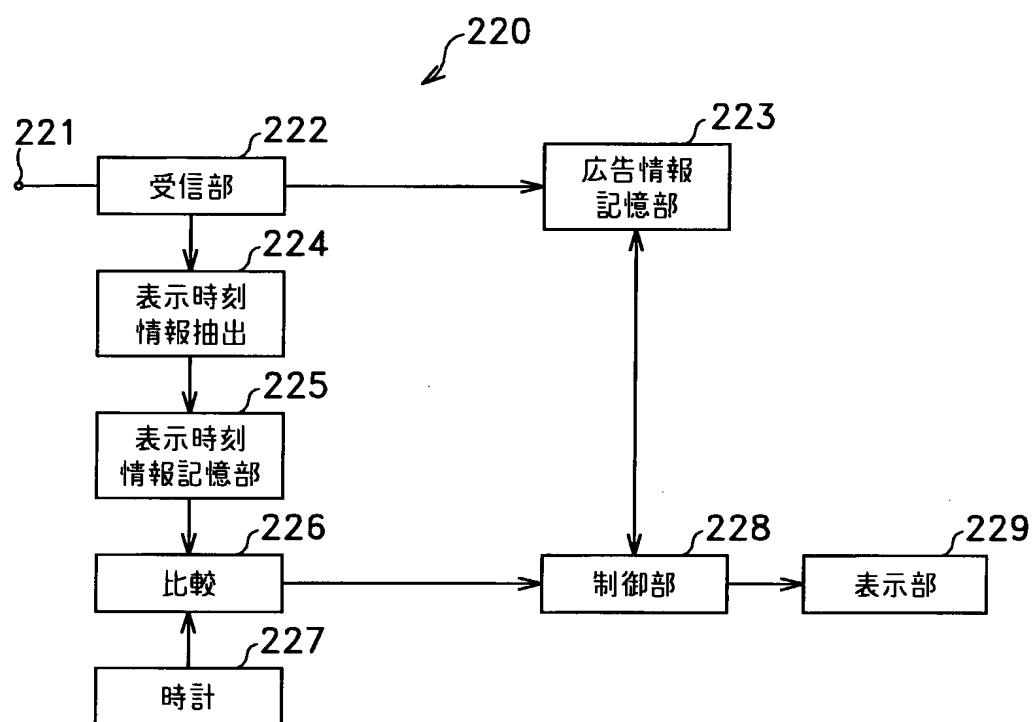 220
221
222
223
受信部
広告情報
記憶部
224
表示時刻
情報抽出
225
表示時刻
情報記憶部
226
228
229
比較
制御部
表示部
227
時計